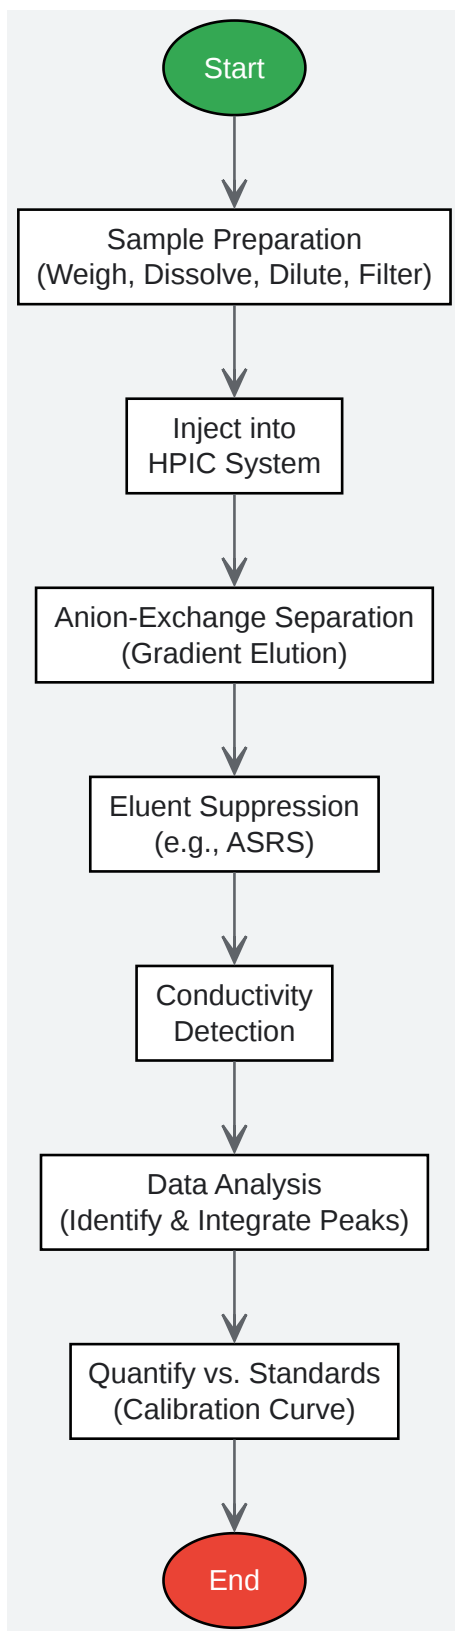 Start
Sample Preparation
(Weigh, Dissolve, Dilute, Filter)
Inject into
HPIC System
Anion-Exchange Separation
(Gradient Elution)
Eluent Suppression
(e.g., ASRS)
Conductivity
Detection
Data Analysis
(Identify & Integrate Peaks)
Quantify vs. Standards
(Calibration Curve)
End